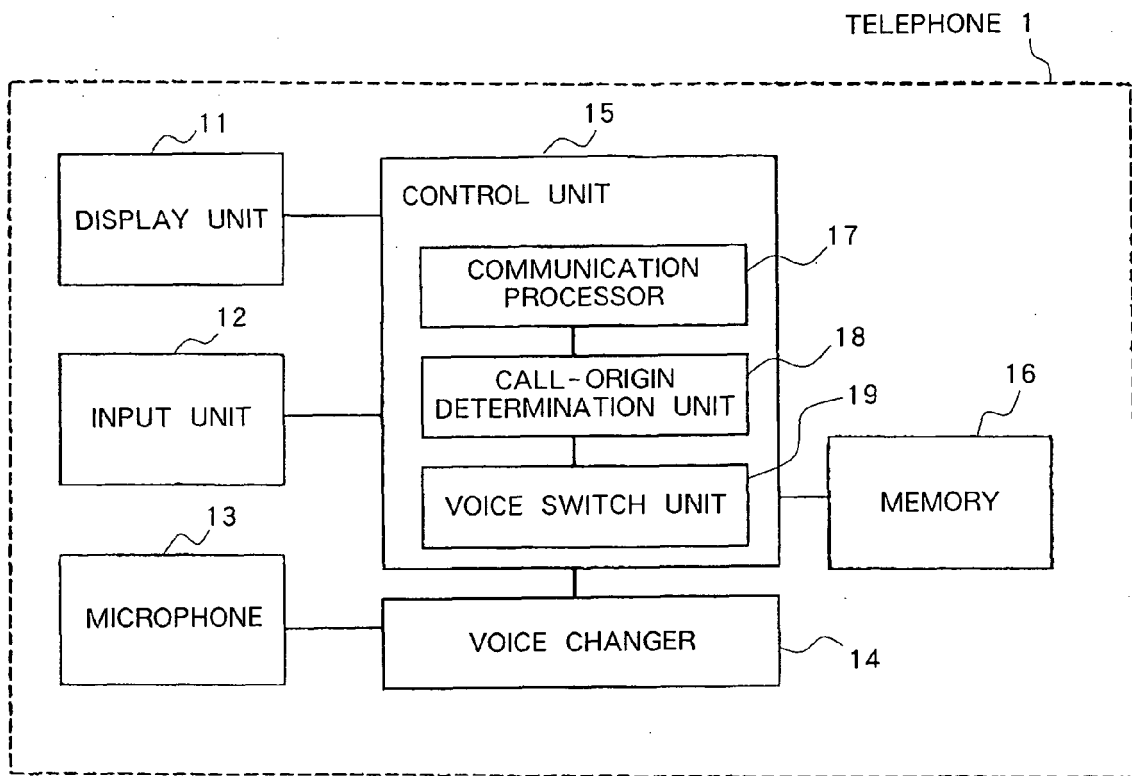 TELEPHONE 1
1
11
DISPLAY UNIT
15
CONTROL UNIT
17
COMMUNICATION
PROCESSOR
12
INPUT UNIT
18
CALL-ORIGIN
DETERMINATION UNIT
19
VOICE SWITCH UNIT
16
MEMORY
13
MICROPHONE
VOICE CHANGER
14